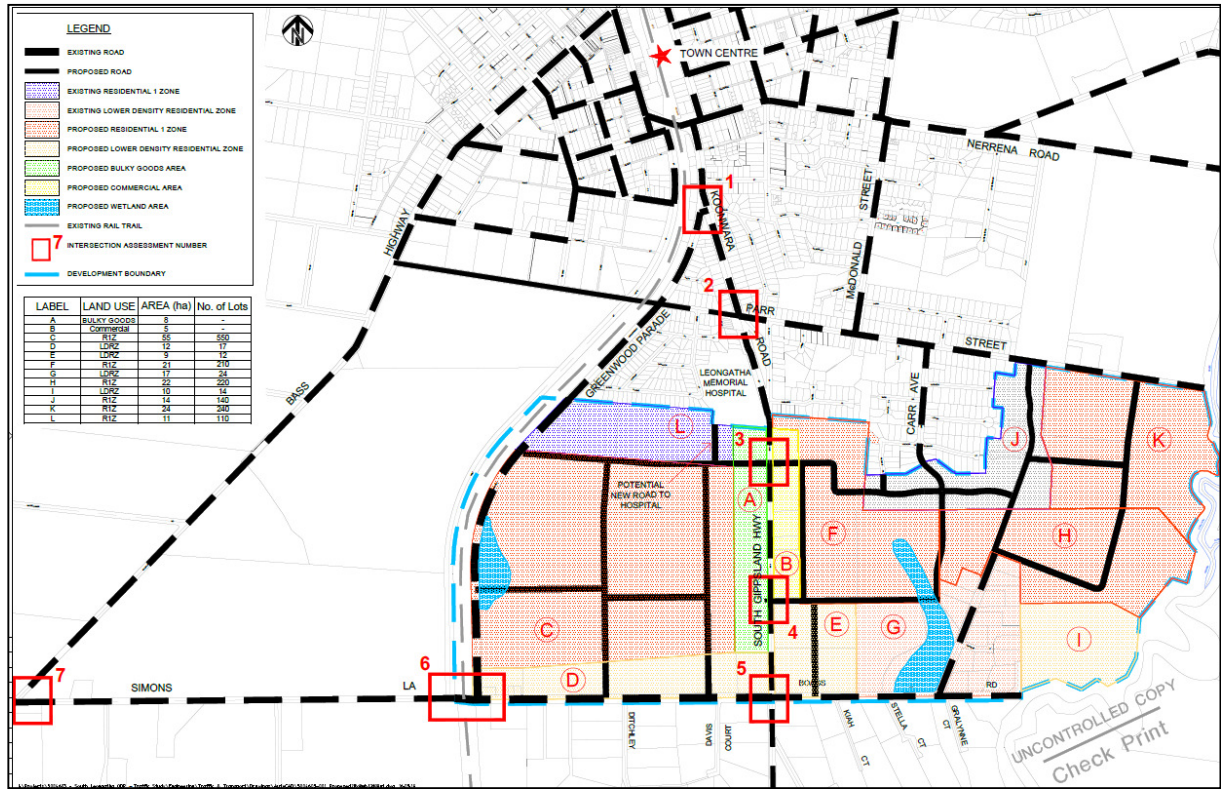 LEGEND
EXISTING ROAD
PROPOSED ROAD
EXISTING RESIDENTIAL 1 ZONE
EXISTING LOWER DENSITY RESIDENTIAL ZONE
PROPOSED RESIDENTIAL 1 ZONE
PROPOSED LOWER DENSITY RESIDENTIAL ZONE
PROPOSED BULKY GOODS AREA
PROPOSED COMMERCIAL AREA
PROPOSED WETLAND AREA
EXISTING RAIL TRAIL
7 INTERSECTION ASSESSMENT NUMBER
DEVELOPMENT BOUNDARY
LABEL LAND USE AREA (ha) No. of Lots
A BULKY GOODS 8 -
B Commercial 5 -
C R1Z 55 550
D LDRZ 12 17
E LDRZ 9 12
F R1Z 21 210
G LDRZ 17 24
H R1Z 22 220
I LDRZ 10 14
J R1Z 14 140
K R1Z 24 240
L R1Z 11 110
N
TOWN CENTRE
NERRENA ROAD
1
KOONWARA
McDONALD STREET
HIGHWAY
2
PARR
STREET
ROAD
GREENWOOD PARADE
LEONGATHA
MEMORIAL
HOSPITAL
BASS
CARR AVE
L
3
J
K
POTENTIAL
NEW ROAD TO
HOSPITAL
A
F
H
B
SOUTH GIPPSLAND HWY
C
4
E
G
I
D
5
6
7
SIMONS
LA
BOYLES
RD
DITCHLEY
DAVIS
COURT
KIAH
CT
STELLA
CT
GRALYNNE
CT
UNCONTROLLED COPY
Check Print